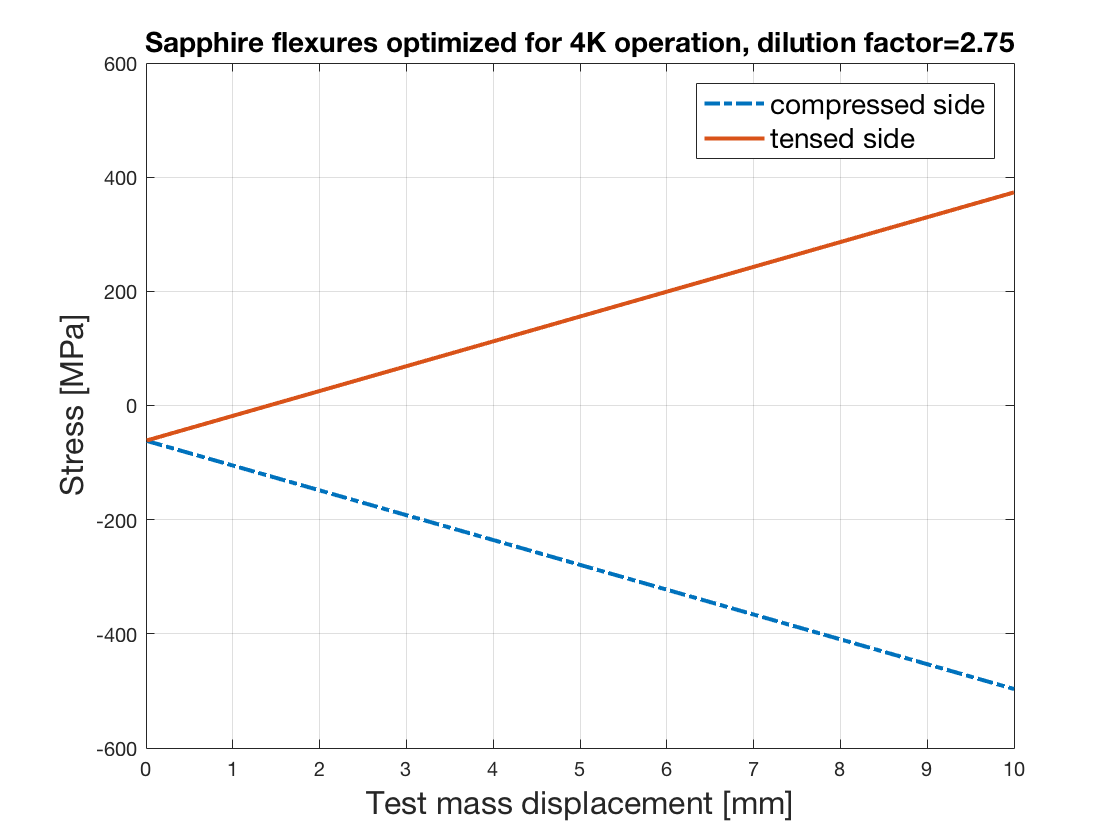 Sapphire flexures optimized for 4K operation, dilution factor=2.75
600
400
200
0
-200
-400
-600
Stress [MPa]
compressed side
tensed side
0 1 2 3 4 5 6 7 8 9 10
Test mass displacement [mm]